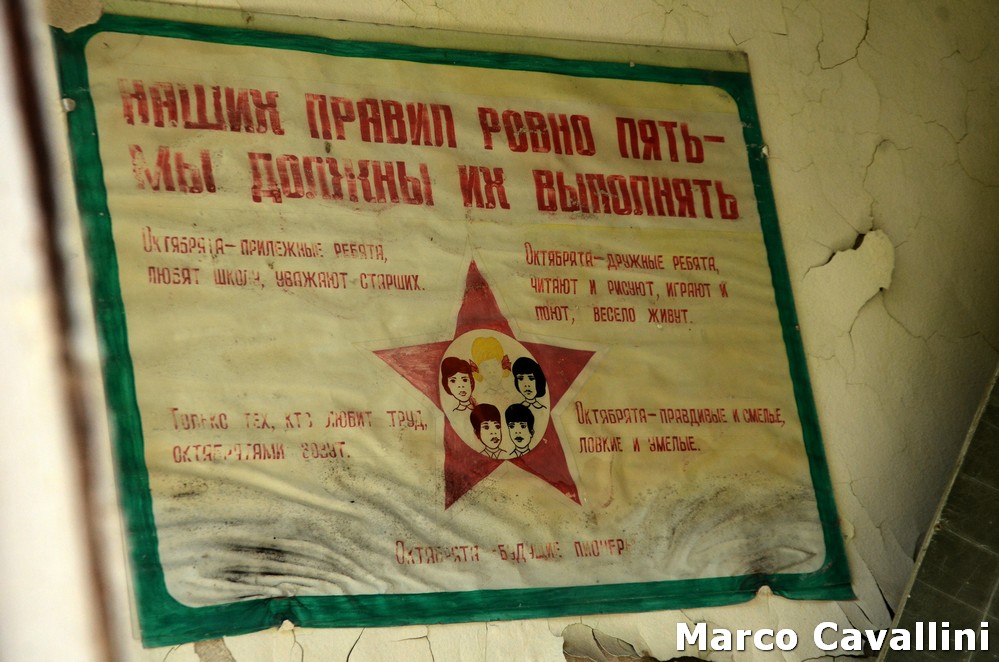 НАШИХ ПРАВИЛ РОВНО ПЯТЬ-
МЫ ДОЛЖНЫ ИХ ВЫПОЛНЯТЬ
ОКТЯБРЯТА-ПРИЛЕЖНЫЕ РЕБЯТА,
ЛЮБЯТ ШКОЛУ, УВАЖАЮТ СТАРШИХ.
ОКТЯБРЯТА-ДРУЖНЫЕ РЕБЯТА,
ЧИТАЮТ И РИСУЮТ, ИГРАЮТ И
ПОЮТ, ВЕСЕЛО ЖИВУТ.
ТОЛЬКО ТЕХ, КТО ЛЮБИТ ТРУД,
ОКТЯБРЯТАМИ ЗОВУТ.
ОКТЯБРЯТА-ПРАВДИВЫЕ И СМЕЛЫЕ,
ЛОВКИЕ И УМЕЛЫЕ.
ОКТЯБРЯТА -БУДУЩИЕ ПИОНЕР
Marco Cavallini